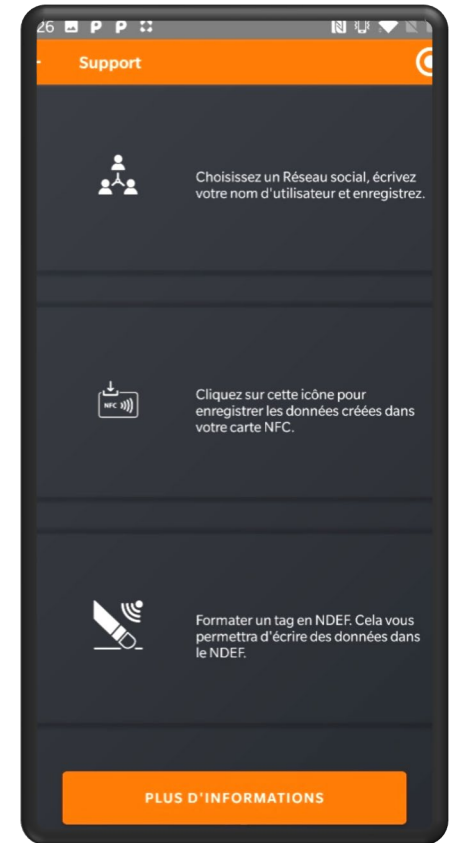 26 P P
Support
Choisissez un Réseau social, écrivez
votre nom d'utilisateur et enregistrez.
NFC
Cliquez sur cette icône pour
enregistrer les données créées dans
votre carte NFC.
Formater un tag en NDEF. Cela vous
permettra d'écrire des données dans
le NDEF.
PLUS D'INFORMATIONS